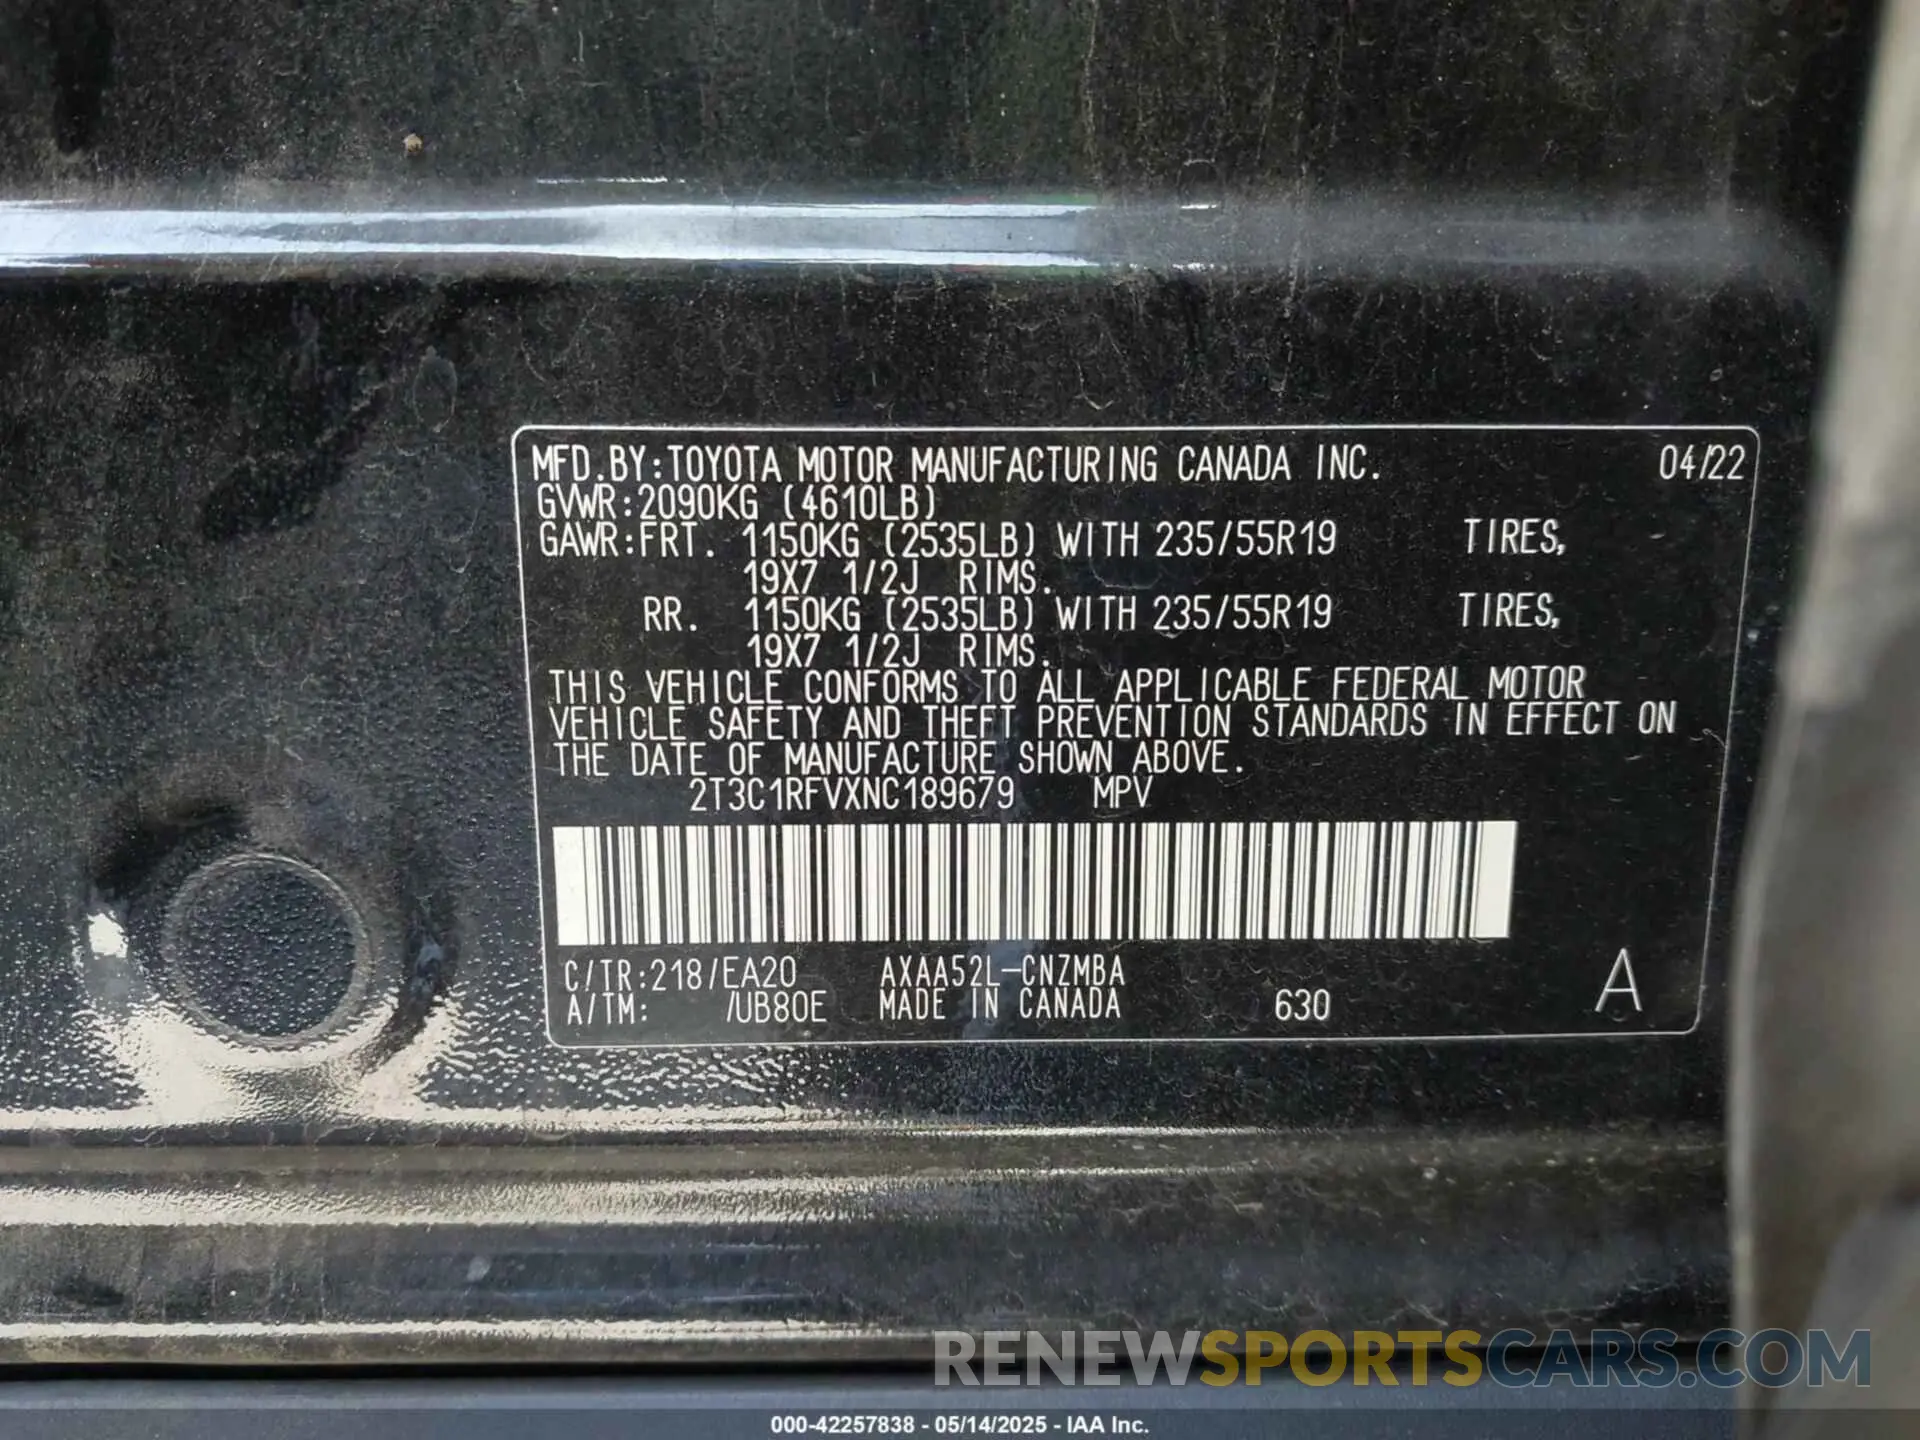 MFD.BY:TOYOTA MOTOR MANUFACTURING CANADA INC. 04/22
GVWR:2090KG (4610LB)
GAWR:FRT. 1150KG (2535LB) WITH 235/55R19 TIRES,
19X7 1/2J RIMS.
RR. 1150KG (2535LB) WITH 235/55R19 TIRES,
19X7 1/2J RIMS.
THIS VEHICLE CONFORMS TO ALL APPLICABLE FEDERAL MOTOR
VEHICLE SAFETY AND THEFT PREVENTION STANDARDS IN EFFECT ON
THE DATE OF MANUFACTURE SHOWN ABOVE.
2T3C1RFVXNC189679 MPV
C/TR:218/EA20 AXAA52L-CNZMBA
A/TM: /UB80E MADE IN CANADA 630 A
RENEWSPORTSCARS.COM
000-42257838 - 05/14/2025 - IAA Inc.